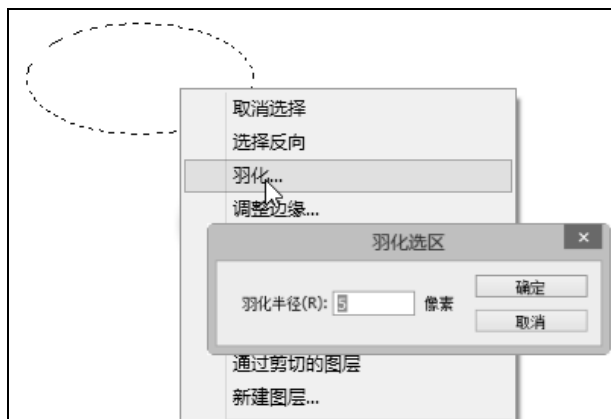 取消选择
选择反向
羽化...
调整边缘...
羽化选区
羽化半径(R): 5 像素
确定
取消
通过剪切的图层
新建图层...